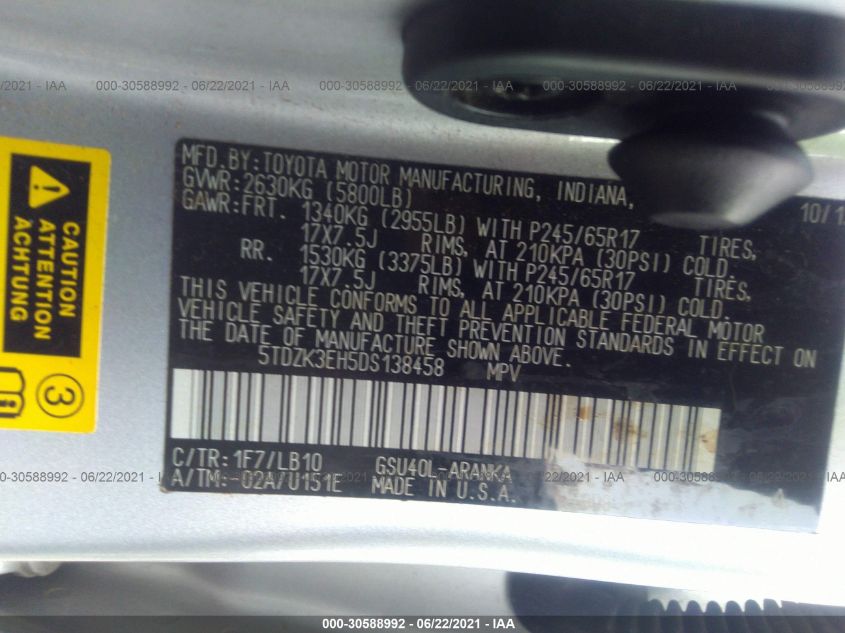 000-30588992 - 06/22/2021 - IAA
MFD.BY:TOYOTA MOTOR MANUFACTURING, INDIANA,
GVWR:2630KG (5800LB)
GAWR:FRT. 1340KG (2955LB) WITH P245/65R17 TIRES,
17X7.5J RIMS, AT 210KPA (30PSI) COLD.
RR. 1530KG (3375LB) WITH P245/65R17 TIRES,
17X7.5J RIMS, AT 210KPA (30PSI) COLD.
THIS VEHICLE CONFORMS TO ALL APPLICABLE FEDERAL MOTOR
VEHICLE SAFETY AND THEFT PREVENTION STANDARDS IN EFFECT ON
THE DATE OF MANUFACTURE SHOWN ABOVE.
5TDZK3EH5DS138458 MPV
C/TR:1F7/LB10 GSU40L-ARANKA
A/TM:-02A/U151E MADE IN U.S.A.
CAUTION
ATTENTION
ACHTUNG
3
000-30588992 - 06/22/2021 - IAA